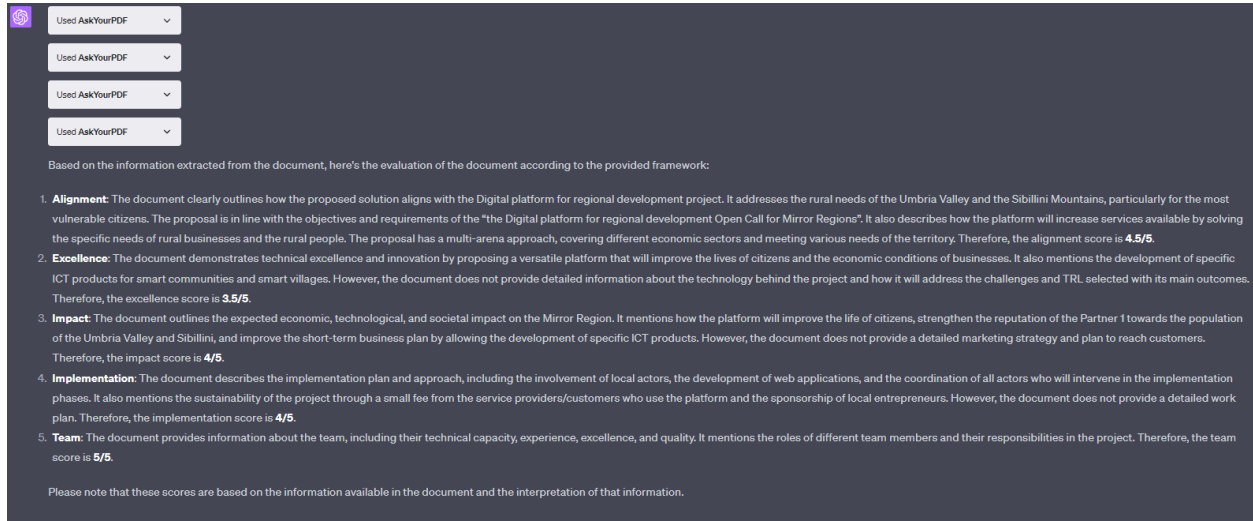 Used AskYourPDF
Used AskYourPDF
Used AskYourPDF
Used AskYourPDF
Based on the information extracted from the document, here's the evaluation of the document according to the provided framework:
1. Alignment: The document clearly outlines how the proposed solution aligns with the Digital platform for regional development project. It addresses the rural needs of the Umbria Valley and the Sibillini Mountains, particularly for the most
vulnerable citizens. The proposal is in line with the objectives and requirements of the “the Digital platform for regional development Open Call for Mirror Regions”. It also describes how the platform will increase services available by solving
the specific needs of rural businesses and the rural people. The proposal has a multi-arena approach, covering different economic sectors and meeting various needs of the territory. Therefore, the alignment score is 4.5/5.
2. Excellence: The document demonstrates technical excellence and innovation by proposing a versatile platform that will improve the lives of citizens and the economic conditions of businesses. It also mentions the development of specific
ICT products for smart communities and smart villages. However, the document does not provide detailed information about the technology behind the project and how it will address the challenges and TRL selected with its main outcomes.
Therefore, the excellence score is 3.5/5.
3. Impact: The document outlines the expected economic, technological, and societal impact on the Mirror Region. It mentions how the platform will improve the life of citizens, strengthen the reputation of the Partner 1 towards the population
of the Umbria Valley and Sibillini, and improve the short-term business plan by allowing the development of specific ICT products. However, the document does not provide a detailed marketing strategy and plan to reach customers.
Therefore, the impact score is 4/5.
4. Implementation: The document describes the implementation plan and approach, including the involvement of local actors, the development of web applications, and the coordination of all actors who will intervene in the implementation
phases. It also mentions the sustainability of the project through a small fee from the service providers/customers who use the platform and the sponsorship of local entrepreneurs. However, the document does not provide a detailed work
plan. Therefore, the implementation score is 4/5.
5. Team: The document provides information about the team, including their technical capacity, experience, excellence, and quality. It mentions the roles of different team members and their responsibilities in the project. Therefore, the team
score is 5/5.
Please note that these scores are based on the information available in the document and the interpretation of that information.